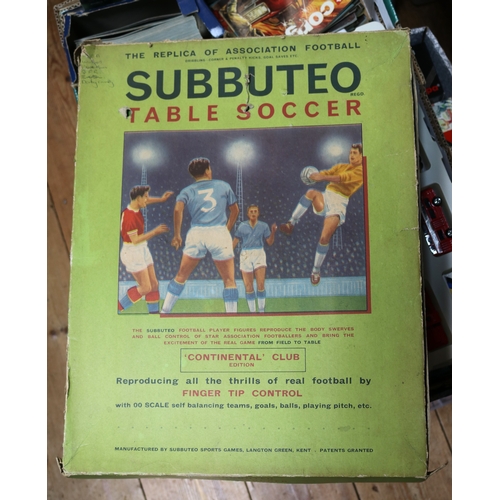 THE REPLICA OF ASSOCIATION FOOTBALL
SUBBUTEO
REGD
TABLE SOCCER
3
THE SUBBUTEO FOOTBALL PLAYER FIGURES REPRODUCE THE BODY SWERVES
AND BALL CONTROL OF STAR ASSOCIATION FOOTBALLERS AND BRING THE
EXCITEMENT OF THE REAL GAME FROM FIELD TO TABLE
'CONTINENTAL' CLUB
EDITION
Reproducing all the thrills of real football by
FINGER TIP CONTROL
with 00 SCALE self balancing teams, goals, balls, playing pitch, etc.
MANUFACTURED BY SUBBUTEO SPORTS GAMES, LANGTON GREEN, KENT PATENTS GRANTED